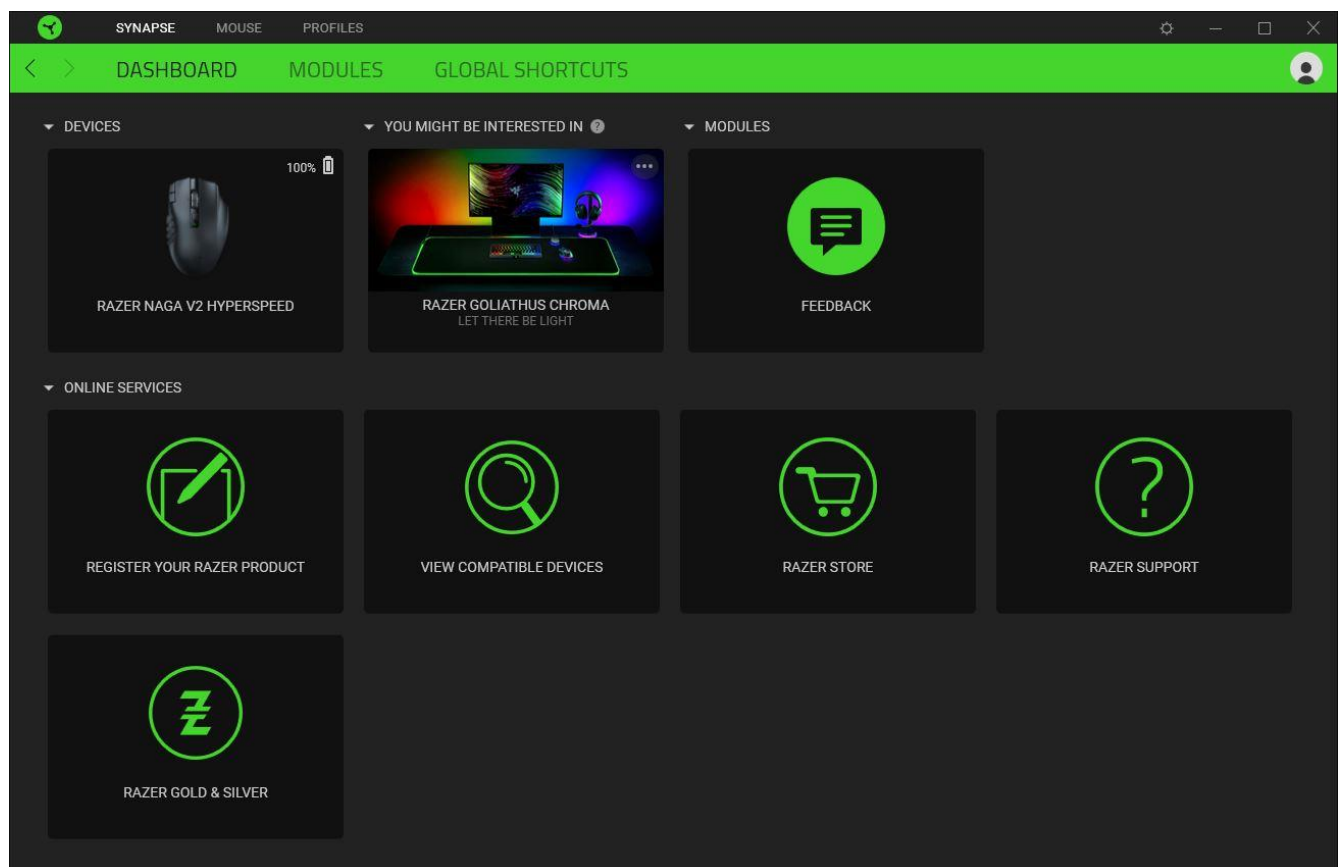 SYNAPSE MOUSE PROFILES
DASHBOARD MODULES GLOBAL SHORTCUTS
DEVICES
100%
RAZER NAGA V2 HYPERSPEED
YOU MIGHT BE INTERESTED IN ?
RAZER GOLIATHUS CHROMA
LET THERE BE LIGHT
MODULES
FEEDBACK
ONLINE SERVICES
REGISTER YOUR RAZER PRODUCT
VIEW COMPATIBLE DEVICES
RAZER STORE
?
RAZER SUPPORT
RAZER GOLD & SILVER